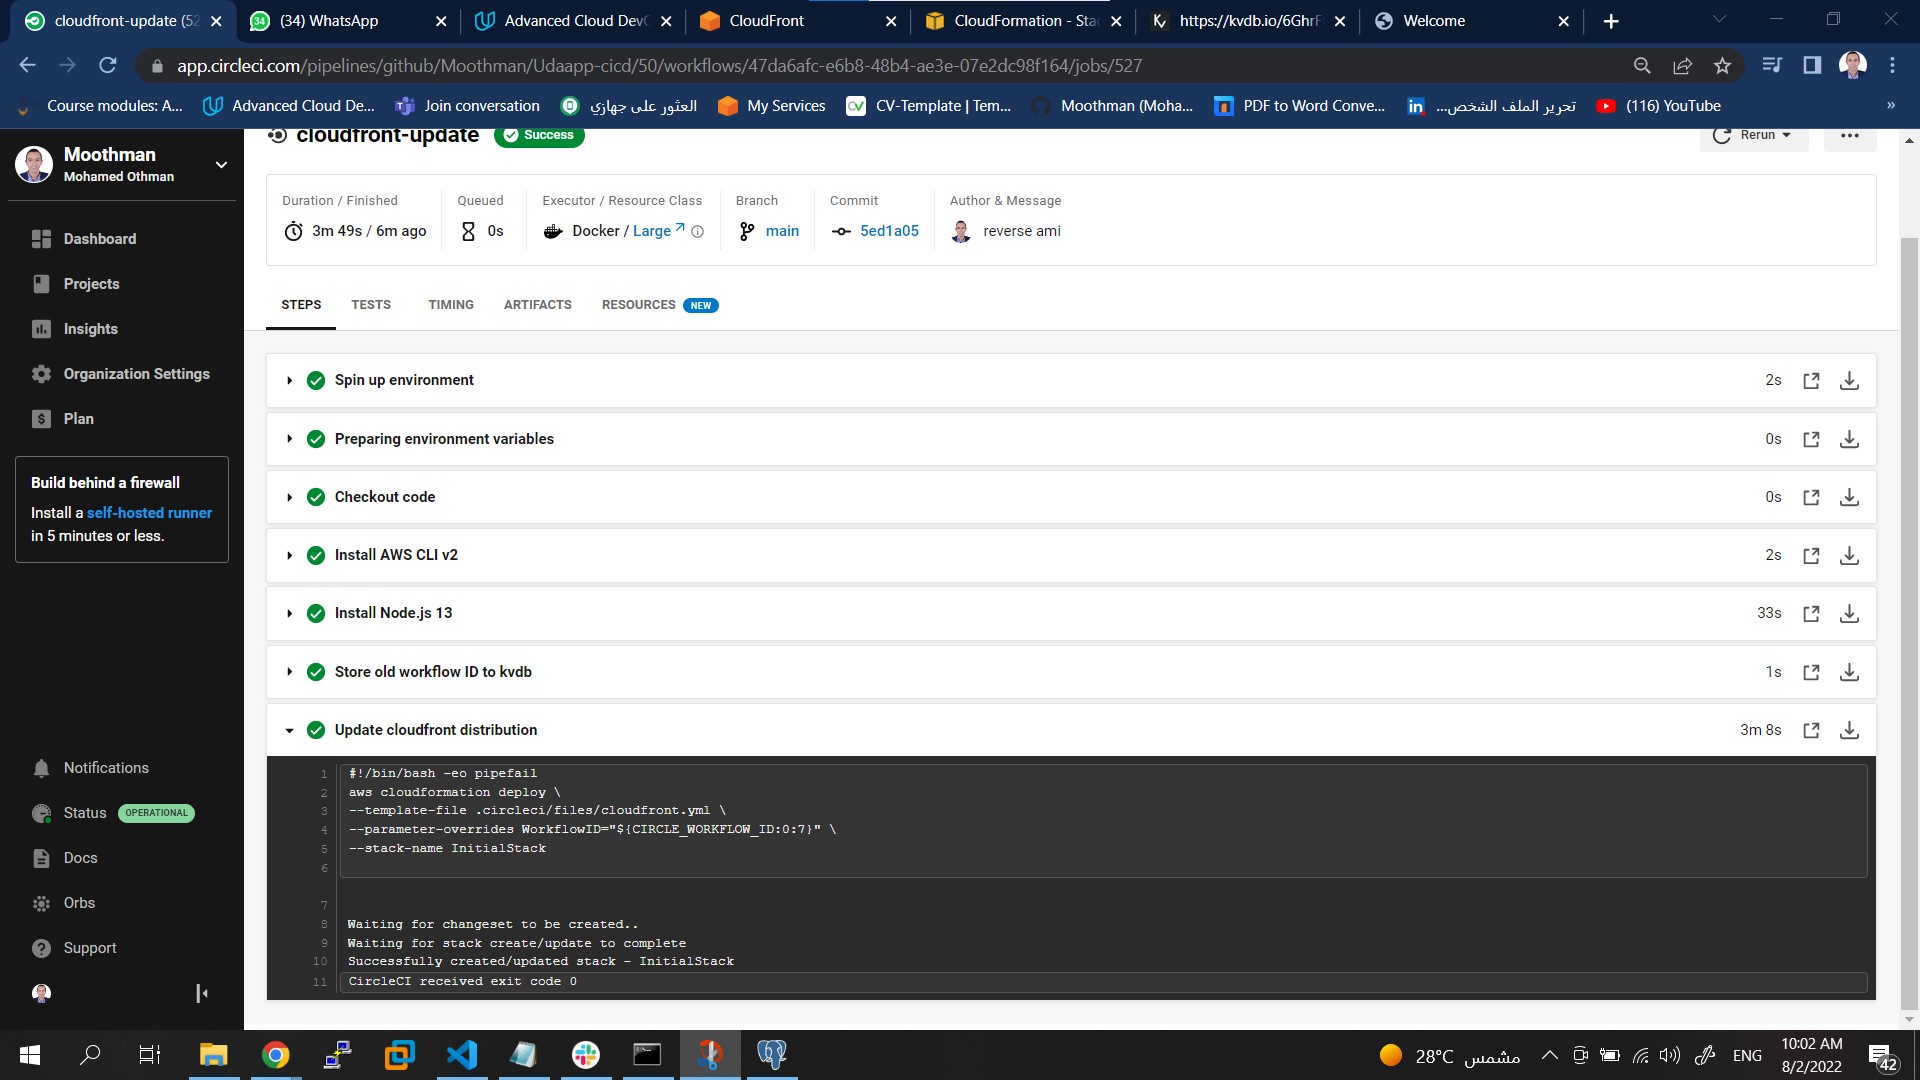 cloudfront-update (52
(34) WhatsApp
Advanced Cloud DevO
CloudFront
CloudFormation - Sta
https://kvdb.io/6GhrF
Welcome
app.circleci.com/pipelines/github/Moothman/Udaapp-cicd/50/workflows/47da6afc-e6b8-48b4-ae3e-07e2dc98f164/jobs/527
Course modules: A...
Advanced Cloud De...
Join conversation
العثور على جهازي
My Services
CV-Template | Tem...
Moothman (Moha...
PDF to Word Conve...
تحرير الملف الشخص...
(116) YouTube
»
Moothman
Mohamed Othman
Dashboard
Projects
Insights
Organization Settings
Plan
Build behind a firewall
Install a self-hosted runner
in 5 minutes or less.
Notifications
Status OPERATIONAL
Docs
Orbs
Support
cloudfront-update Success
Rerun
Duration / Finished
3m 49s / 6m ago
Queued
0s
Executor / Resource Class
Docker / Large
Branch
main
Commit
5ed1a05
Author & Message
reverse ami
STEPS TESTS TIMING ARTIFACTS RESOURCES NEW
Spin up environment 2s
Preparing environment variables 0s
Checkout code 0s
Install AWS CLI v2 2s
Install Node.js 13 33s
Store old workflow ID to kvdb 1s
Update cloudfront distribution 3m 8s
1 #!/bin/bash -eo pipefail
2 aws cloudformation deploy \
3 --template-file .circleci/files/cloudfront.yml \
4 --parameter-overrides WorkflowID="${CIRCLE_WORKFLOW_ID:0:7}" \
5 --stack-name InitialStack
6
7
8 Waiting for changeset to be created..
9 Waiting for stack create/update to complete
10 Successfully created/updated stack - InitialStack
11 CircleCI received exit code 0
28°C مشمس
ENG
10:02 AM
8/2/2022
42